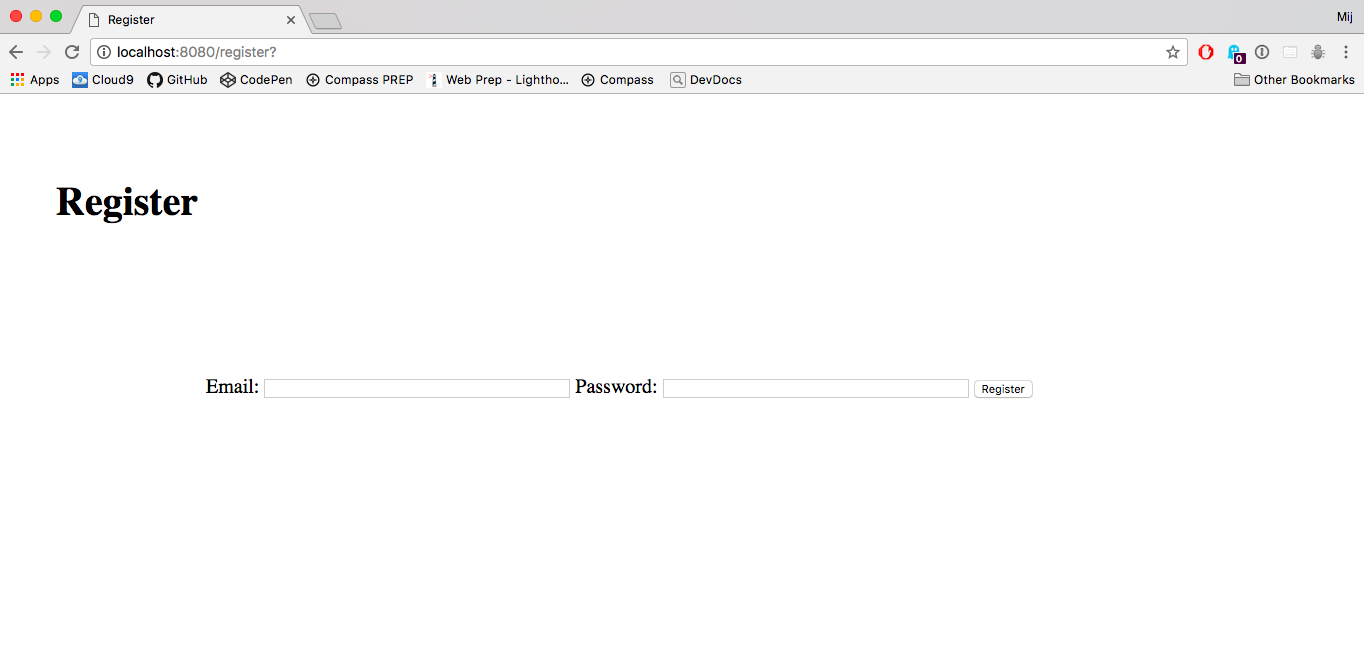 Register
Mij
localhost:8080/register?
0
Apps Cloud9 GitHub CodePen Compass PREP Web Prep - Lightho... Compass DevDocs Other Bookmarks
Register
Email: Password: Register